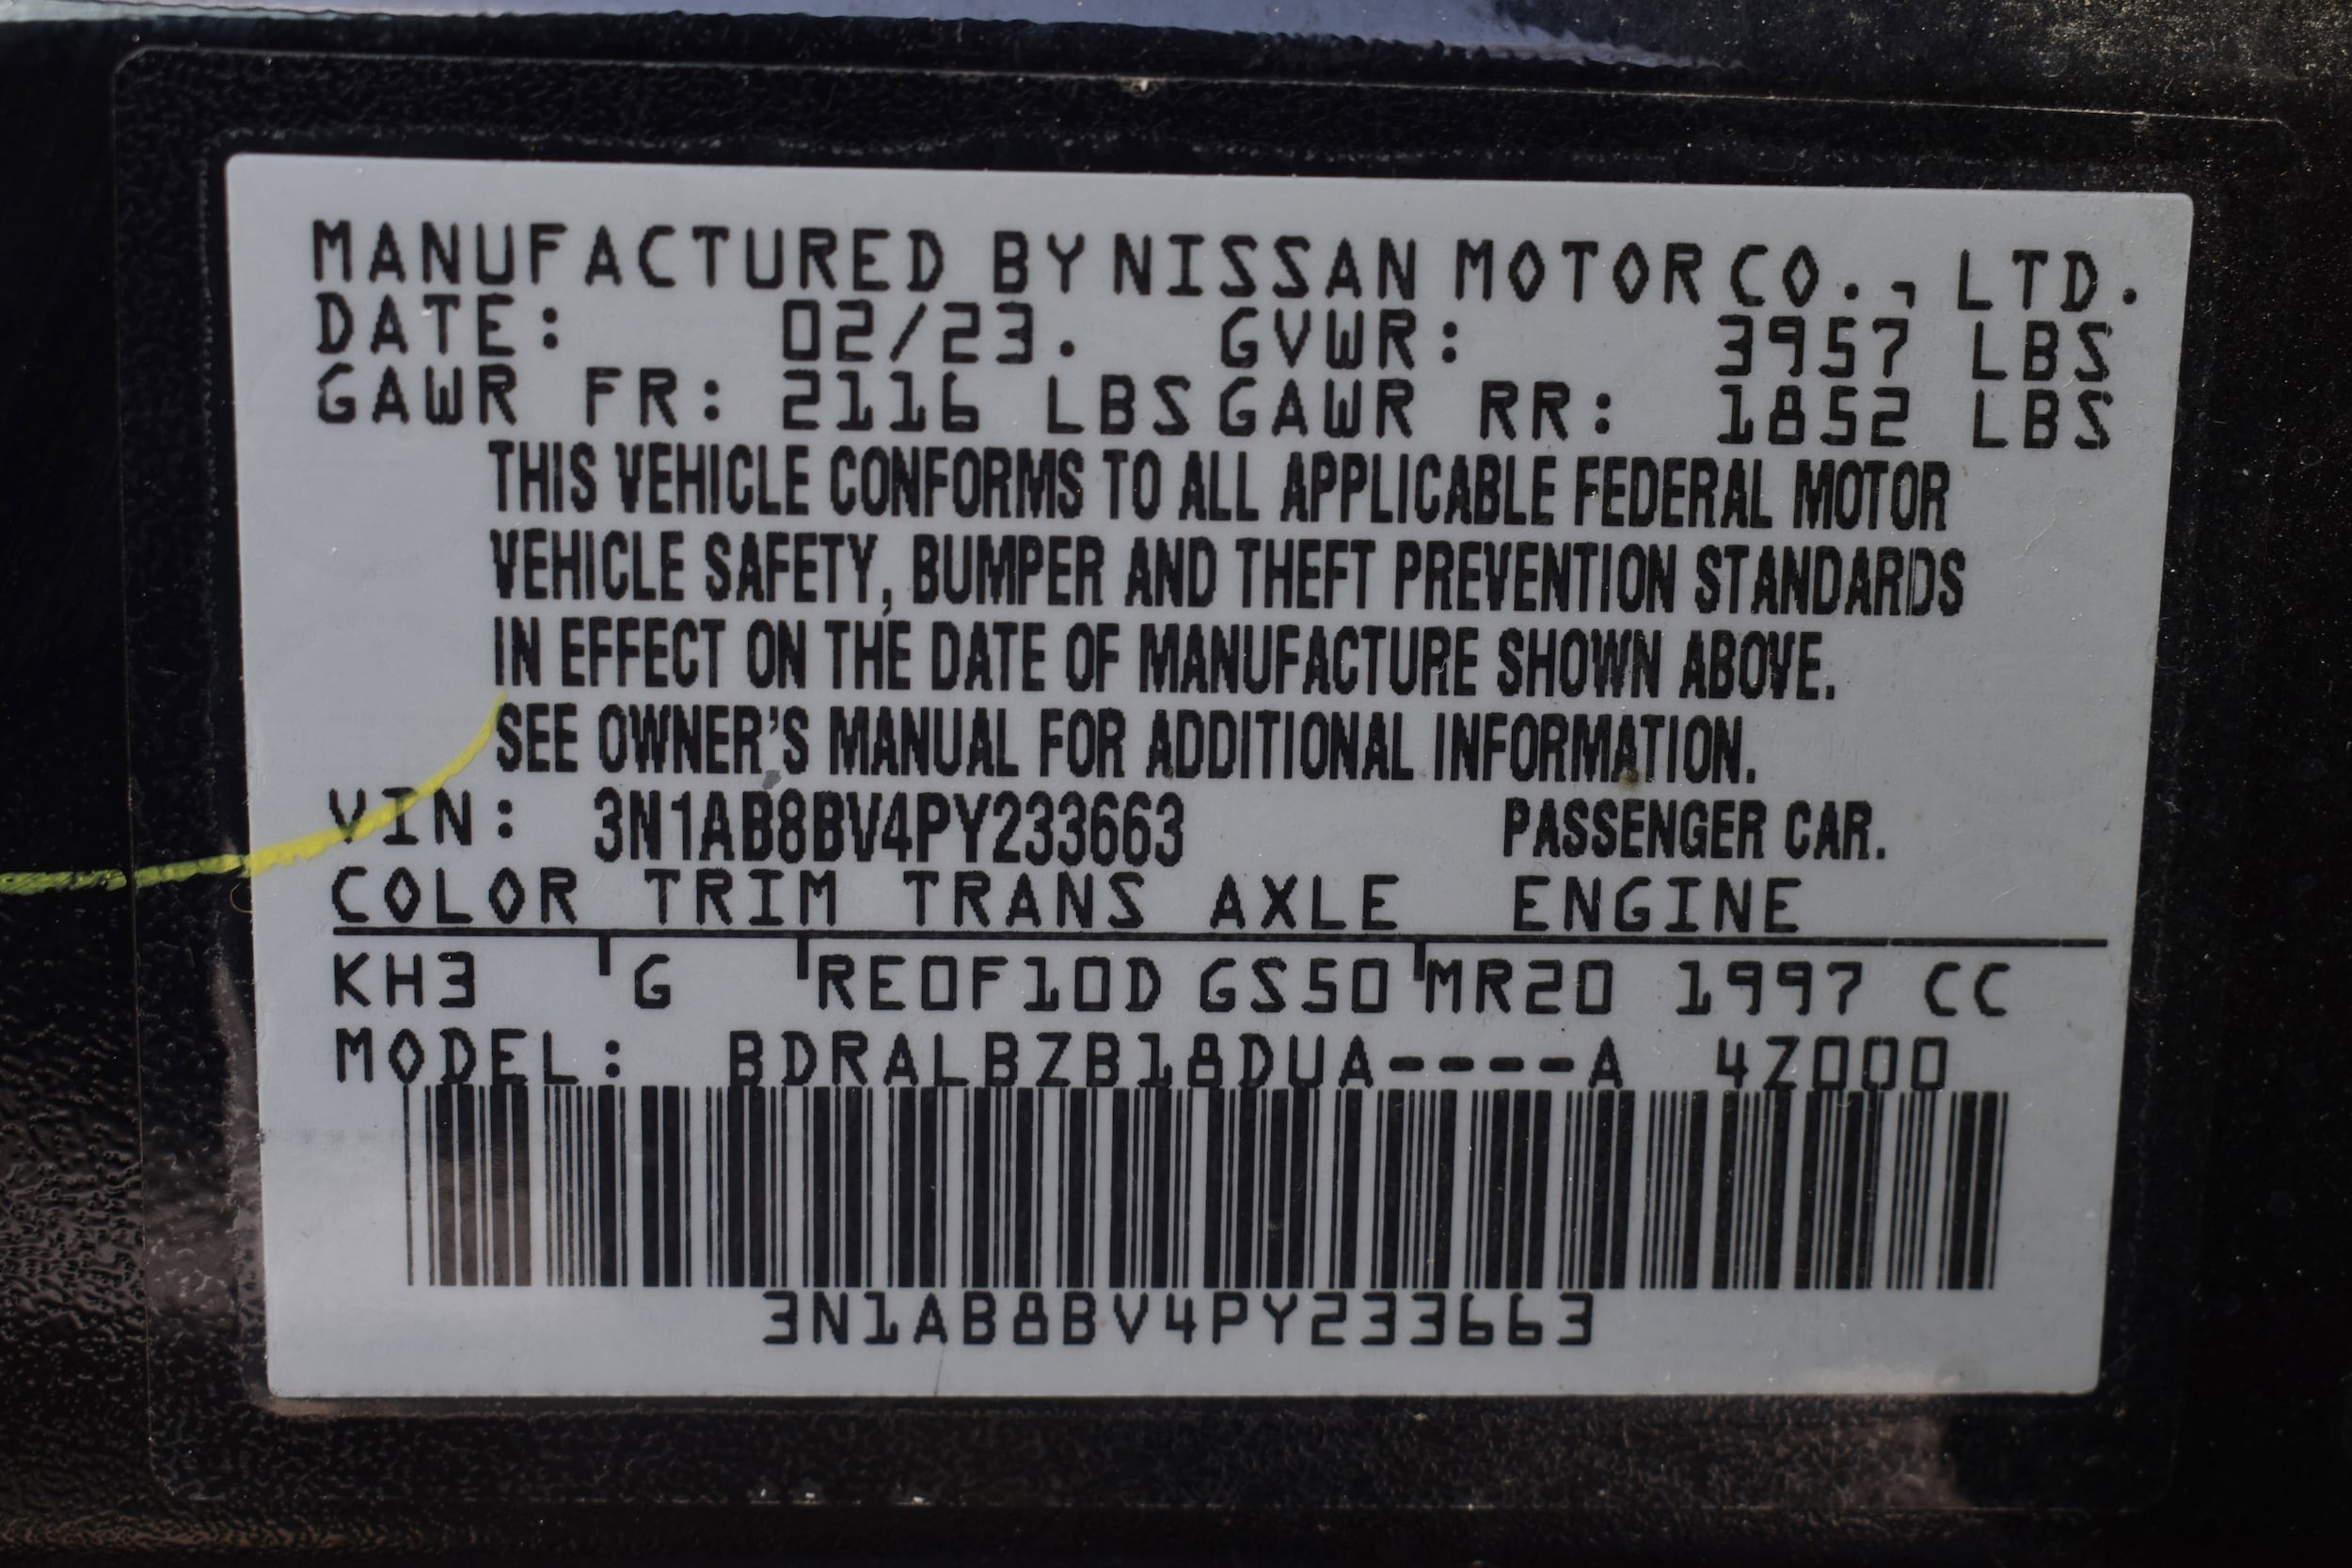 MANUFACTURED BY NISSAN MOTOR CO., LTD.
DATE: 02/23. GVWR: 3957 LBS
GAWR FR: 2116 LBS GAWR RR: 1852 LBS
THIS VEHICLE CONFORMS TO ALL APPLICABLE FEDERAL MOTOR
VEHICLE SAFETY, BUMPER AND THEFT PREVENTION STANDARDS
IN EFFECT ON THE DATE OF MANUFACTURE SHOWN ABOVE.
SEE OWNER'S MANUAL FOR ADDITIONAL INFORMATION.
VIN: 3N1AB8BV4PY233663 PASSENGER CAR.
COLOR TRIM TRANS AXLE ENGINE
KH3 G RE0F10D GS50 MR20 1997 CC
MODEL: BDRALBZB18DUA----A 4Z000
3N1AB8BV4PY233663